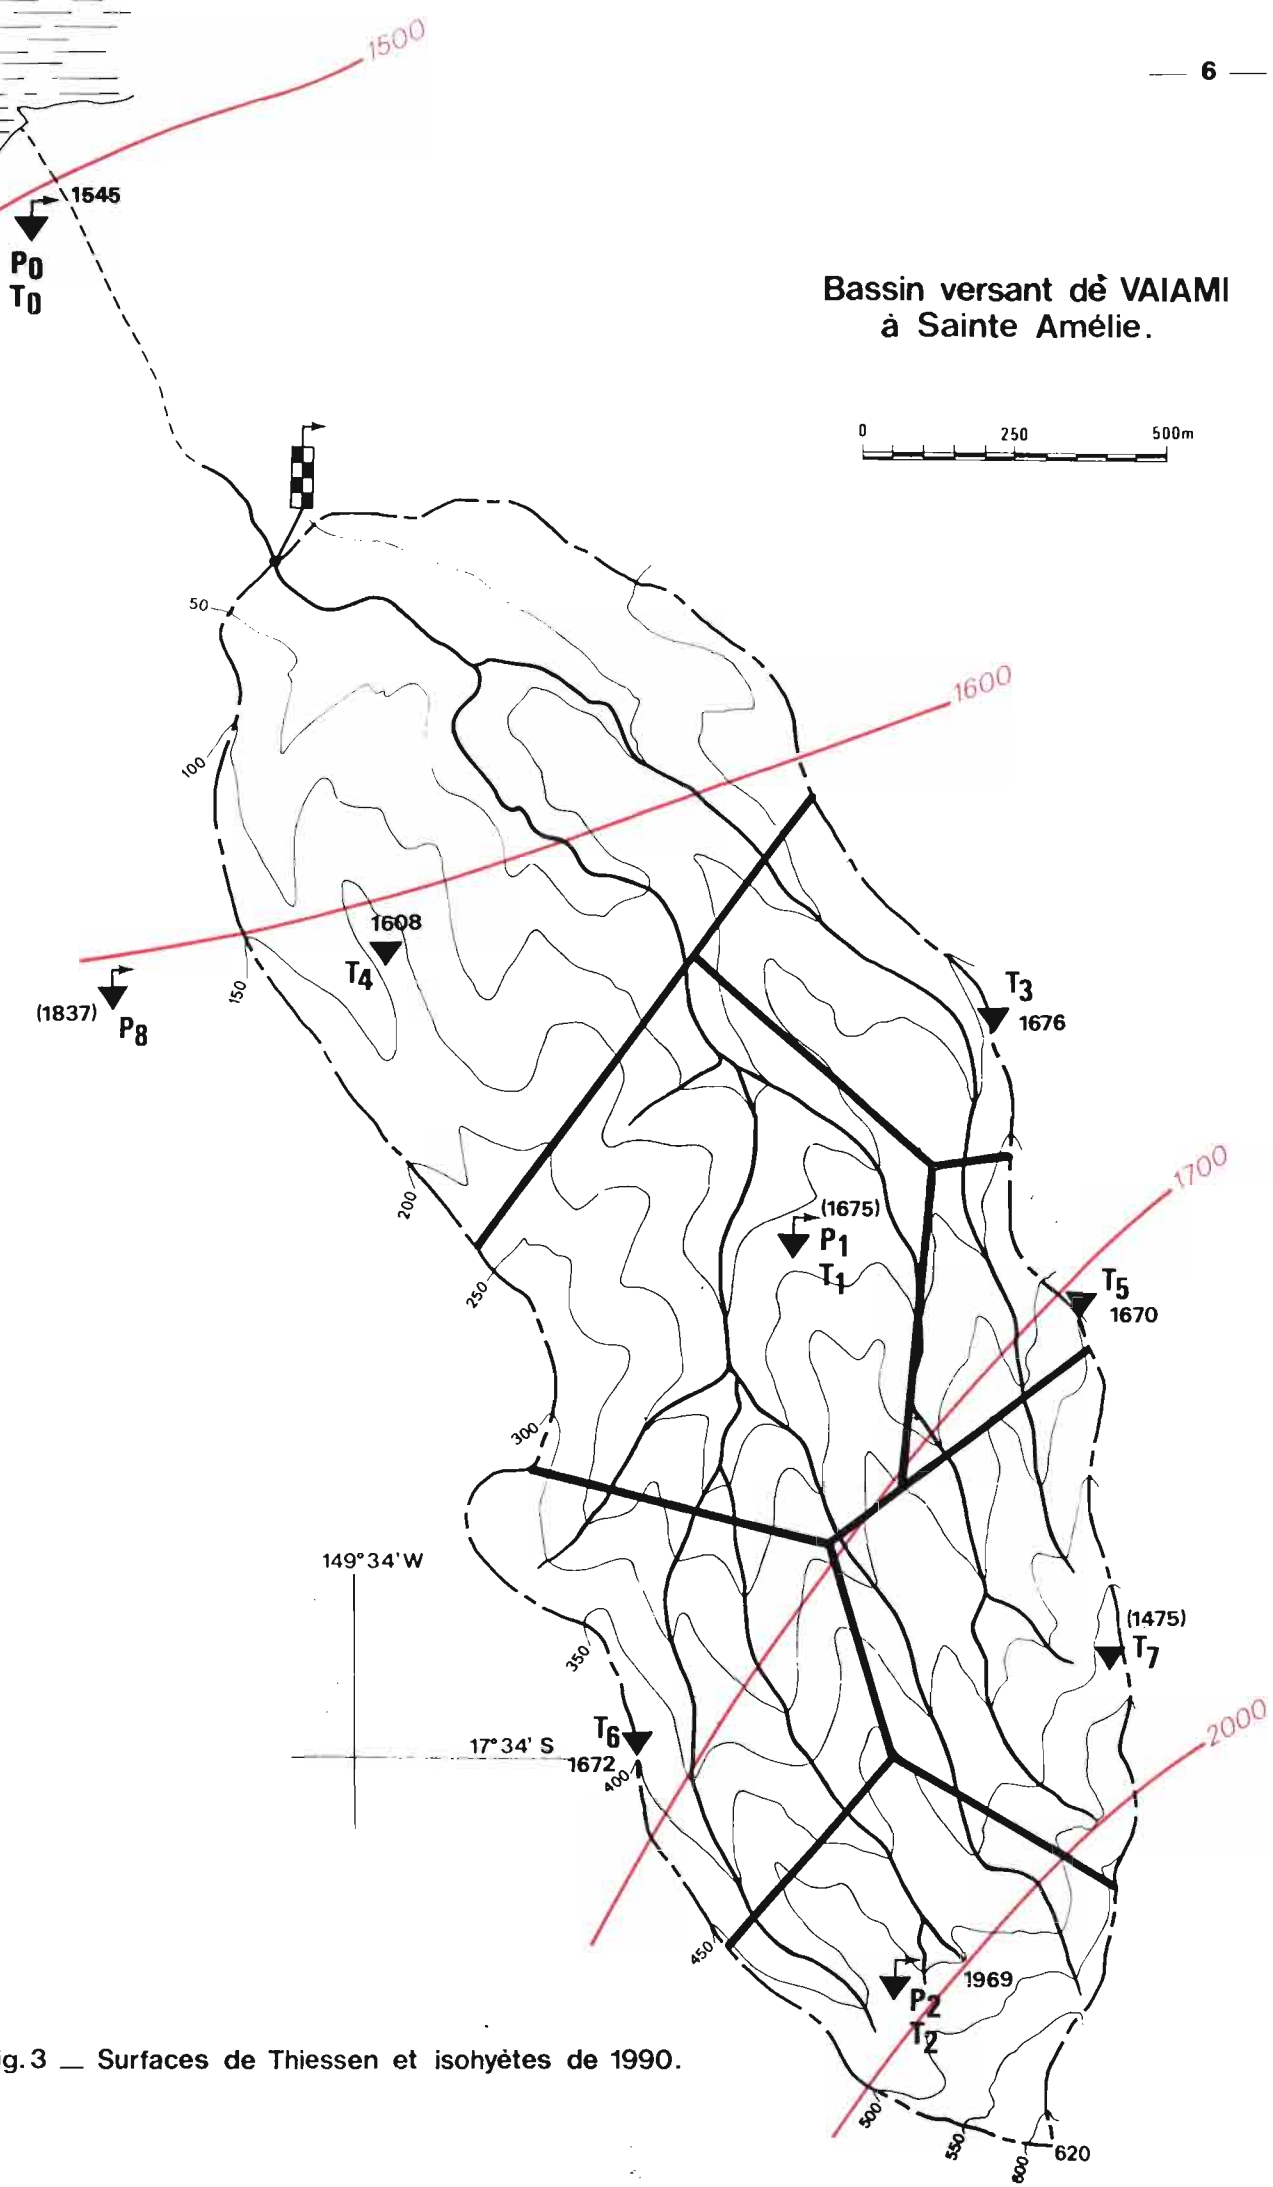 1500
— 6 —
1545
P0
T0
Bassin versant de VAIAMI
à Sainte Amélie.
0 250 500m
50
1600
100
1608
T4
150
(1837) P8
T3
1676
200
1700
(1675)
P1
T1
250
T5
1670
300
149°34'W
350
(1475)
T7
T6
17°34' S
1672
400
2000
450
1969
P2
T2
ig.3 — Surfaces de Thiessen et isohyètes de 1990.
500
550
600
620